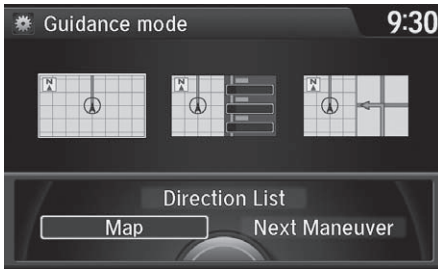 Guidance mode
9:30
N
N
N
Direction List
Map
Next Maneuver